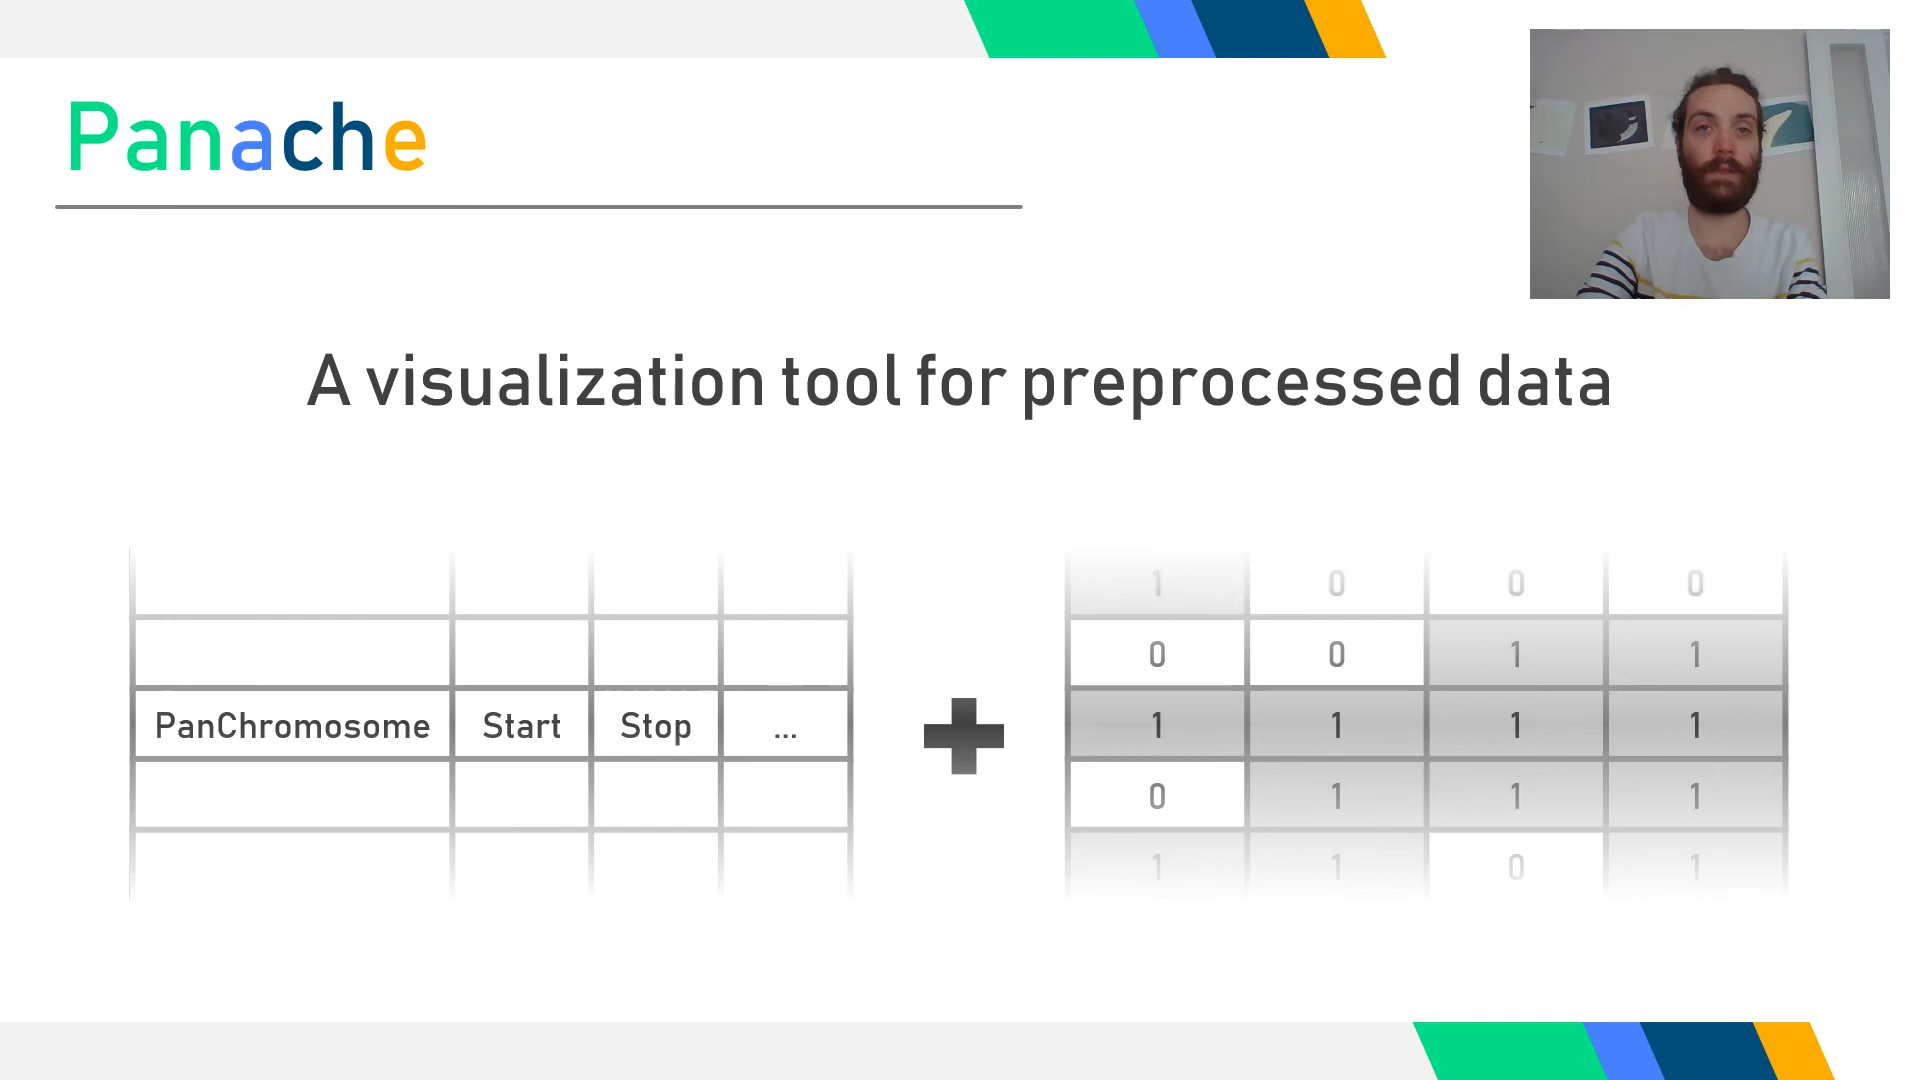 Panache
A visualization tool for preprocessed data
PanChromosome Start Stop ...
1 0 0 0
0 0 1 1
1 1 1 1
0 1 1 1
1 1 0 1